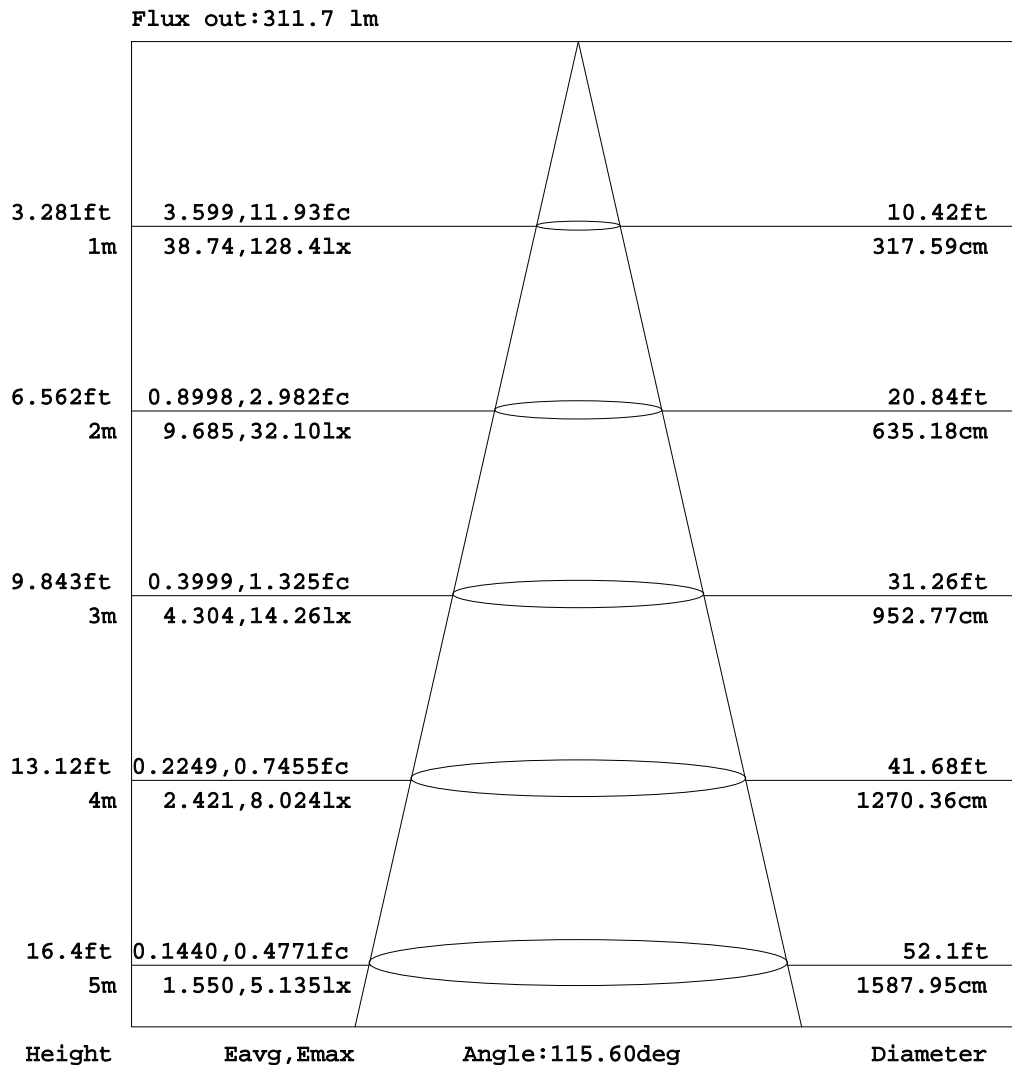 Flux out:311.7 lm
3.281ft 3.599,11.93fc 10.42ft
1m 38.74,128.4lx 317.59cm
6.562ft 0.8998,2.982fc 20.84ft
2m 9.685,32.10lx 635.18cm
9.843ft 0.3999,1.325fc 31.26ft
3m 4.304,14.26lx 952.77cm
13.12ft 0.2249,0.7455fc 41.68ft
4m 2.421,8.024lx 1270.36cm
16.4ft 0.1440,0.4771fc 52.1ft
5m 1.550,5.135lx 1587.95cm
Height Eavg,Emax Angle:115.60deg Diameter